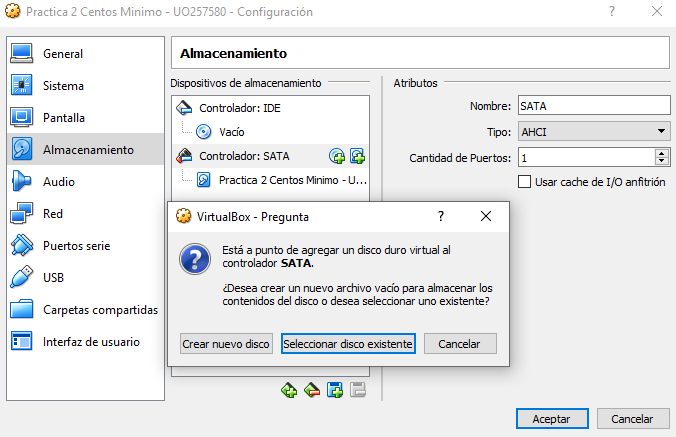 Practica 2 Centos Minimo - UO257580 - Configuración
General
Sistema
Pantalla
Almacenamiento
Audio
Red
Puertos serie
USB
Carpetas compartidas
Interfaz de usuario
Almacenamiento
Dispositivos de almacenamiento
Controlador: IDE
Vacío
Controlador: SATA
Practica 2 Centos Minimo - U...
Atributos
Nombre: SATA
Tipo: AHCI
Cantidad de Puertos: 1
Usar cache de I/O anfitrión
VirtualBox - Pregunta
Está a punto de agregar un disco duro virtual al
controlador SATA.
¿Desea crear un nuevo archivo vacío para almacenar los
contenidos del disco o desea seleccionar uno existente?
Crear nuevo disco Seleccionar disco existente Cancelar
Aceptar Cancelar